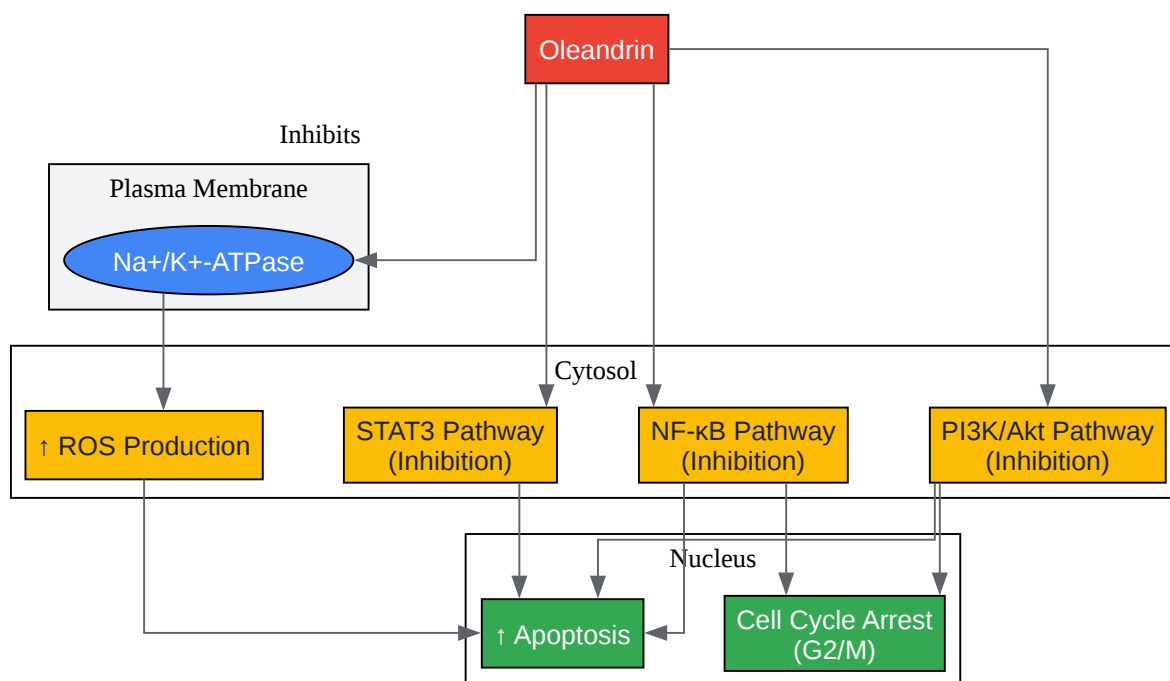 Oleandrin
Inhibits
Plasma Membrane
Na+/K+-ATPase
Cytosol
↑ ROS Production
STAT3 Pathway
(Inhibition)
NF-κB Pathway
(Inhibition)
PI3K/Akt Pathway
(Inhibition)
Nucleus
↑ Apoptosis
Cell Cycle Arrest
(G2/M)